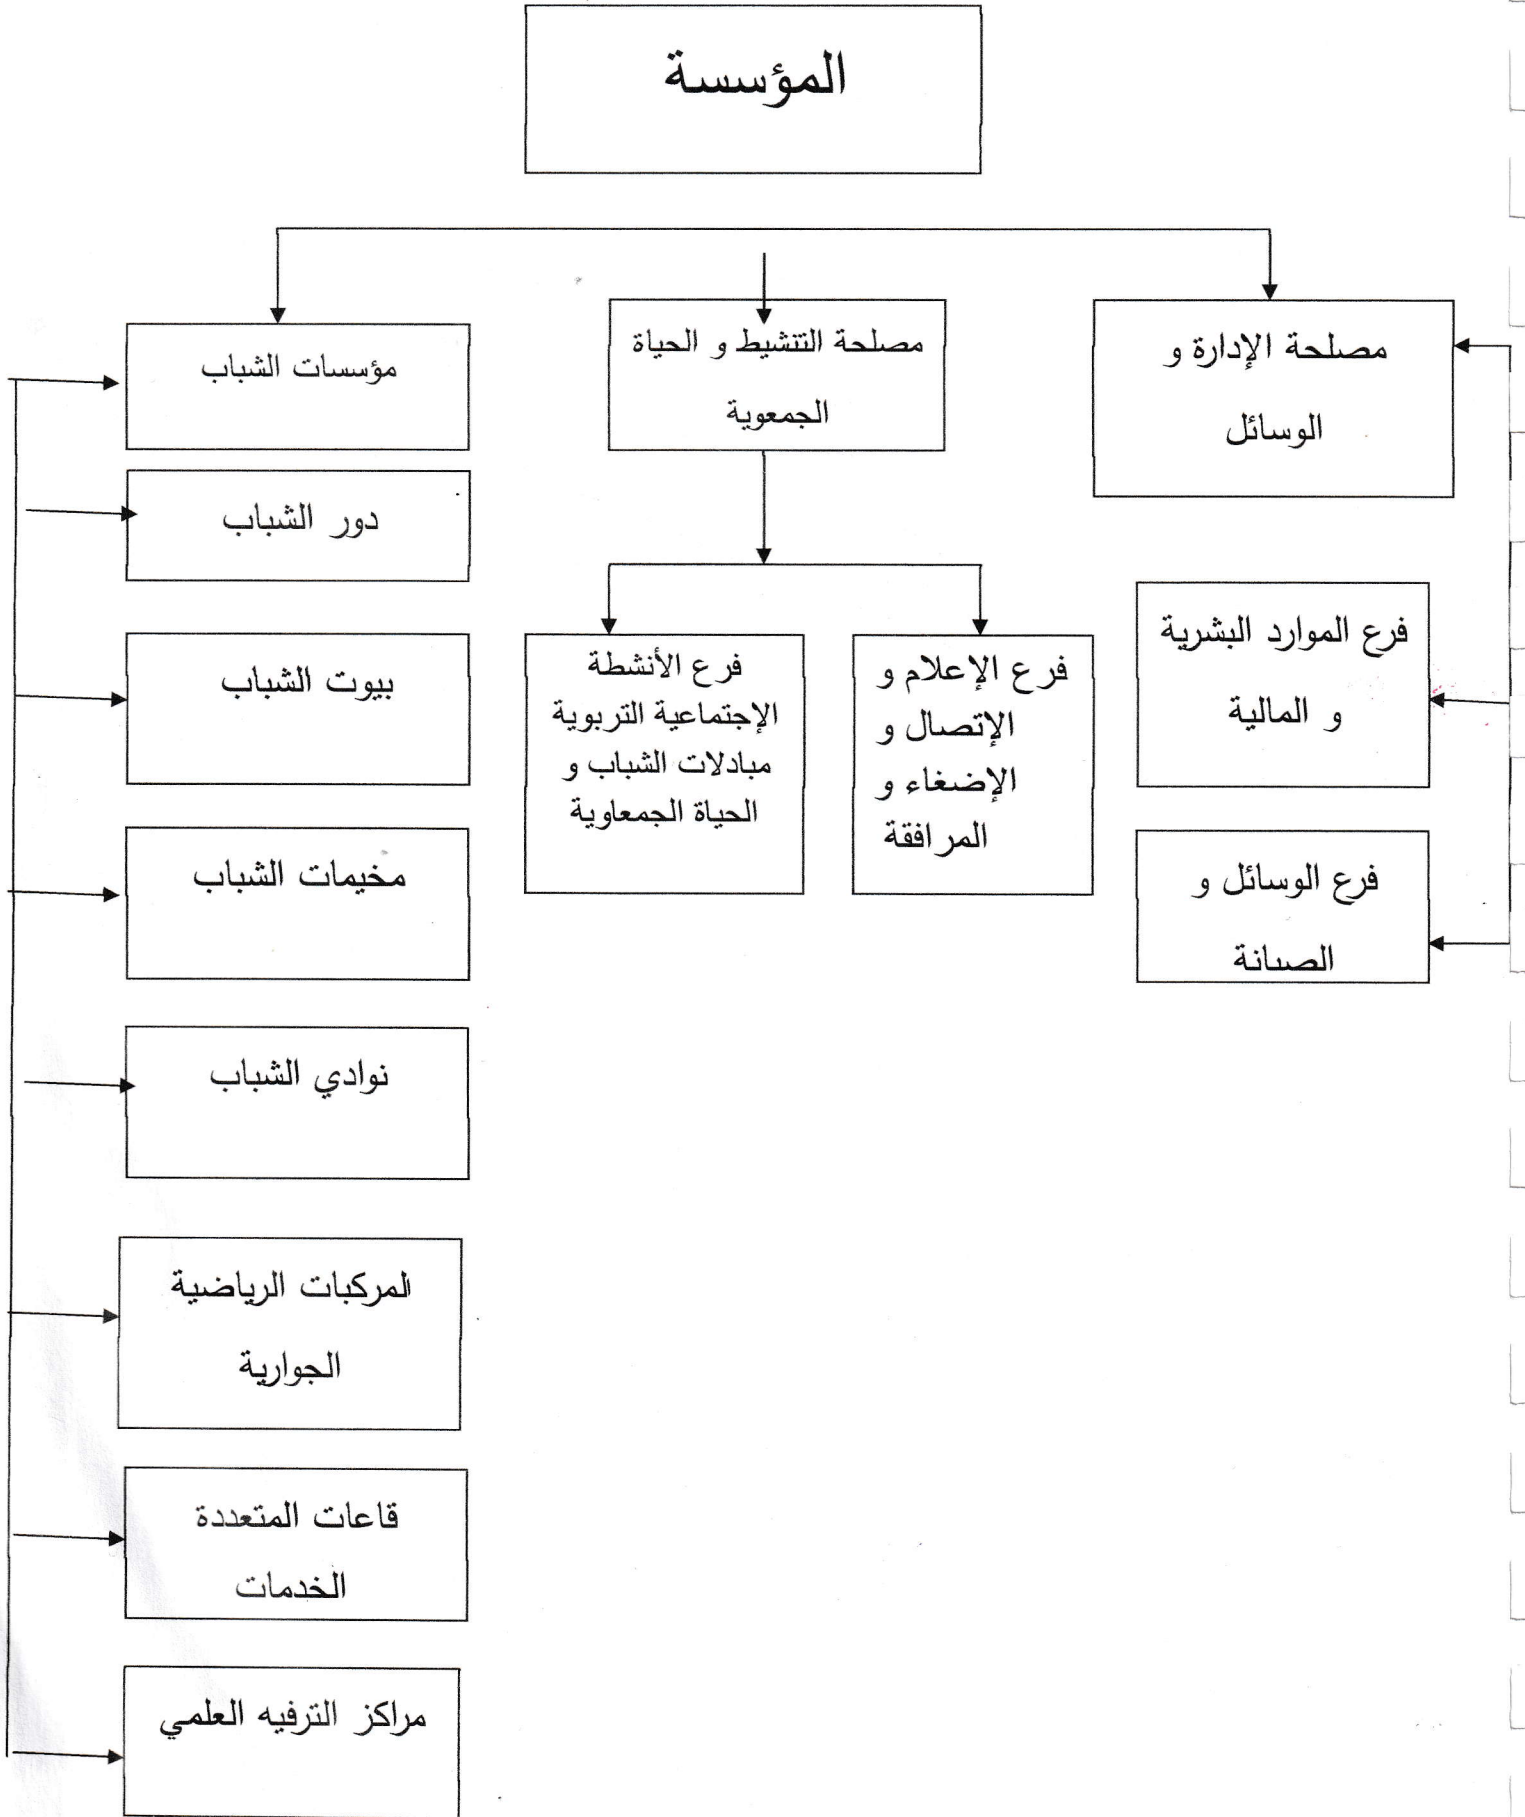 المؤسسة
مصلحة الإدارة و
الوسائل
مصلحة التنشيط و الحياة
الجمعوية
مؤسسات الشباب
دور الشباب
فرع الموارد البشرية
و المالية
فرع الإعلام و
الإتصال و
الإضغاء و
المرافقة
فرع الأنشطة
الإجتماعية التربوية
مبادلات الشباب و
الحياة الجمعاوية
بيوت الشباب
فرع الوسائل و
الصيانة
مخيمات الشباب
نوادي الشباب
المركبات الرياضية
الجوارية
قاعات المتعددة
الخدمات
مراكز الترفيه العلمي